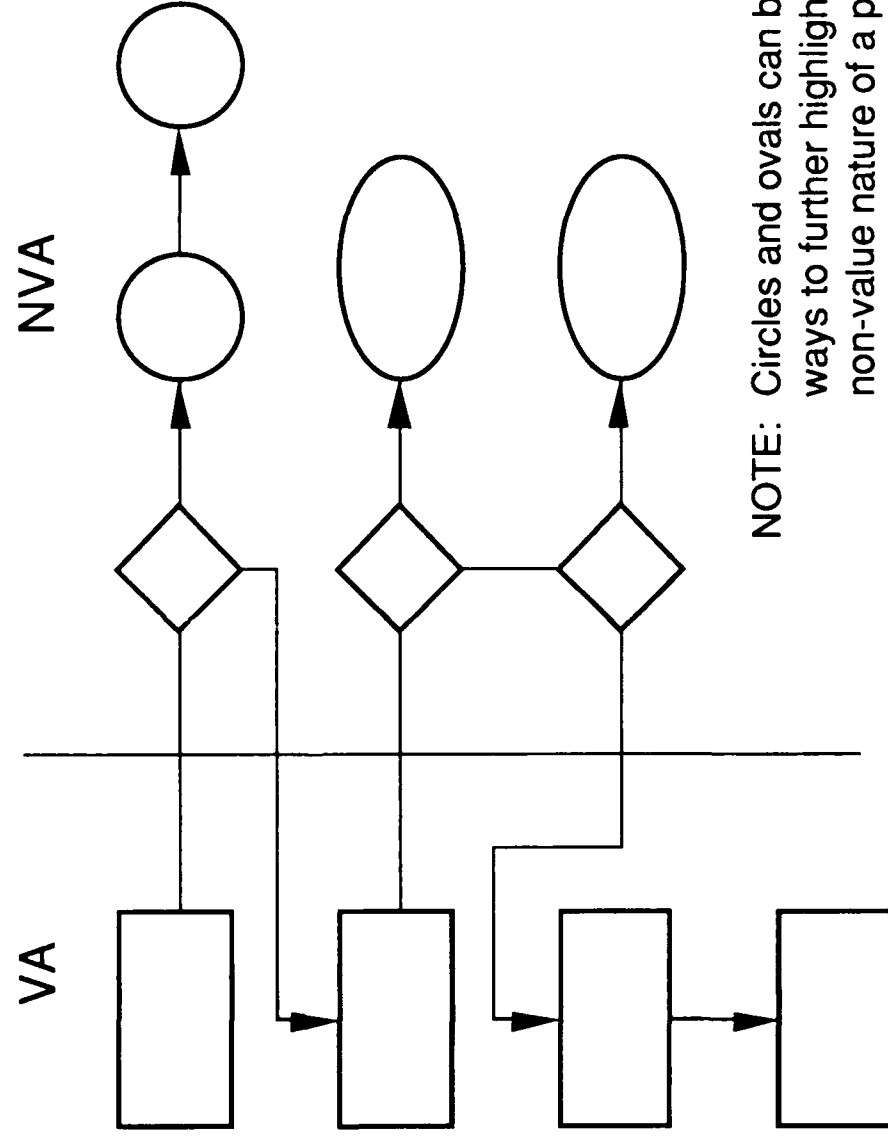 VA NVA
NOTE: Circles and ovals can b
ways to further highligh
non-value nature of a p